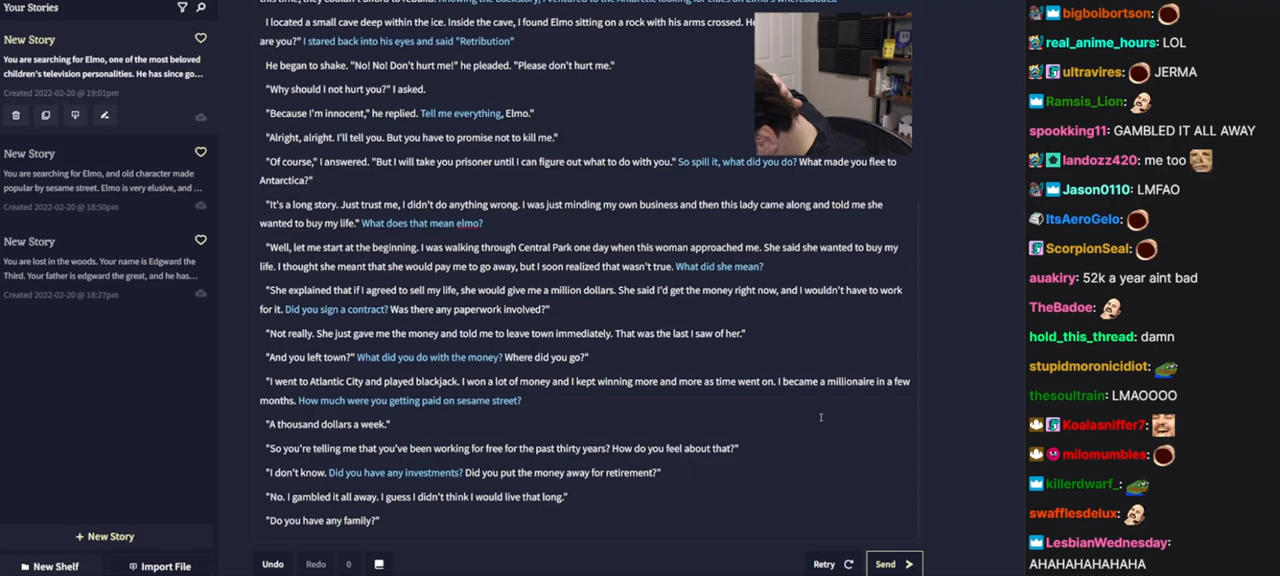 Your Stories
New Story
You are searching for Elmo, one of the most beloved
children's television personalities. He has since go...
Created 2022-02-20 @ 19:01pm
New Story
You are searching for Elmo, and old character made
popular by sesame street. Elmo is very elusive, and ...
Created 2022-02-20 @ 18:50pm
New Story
You are lost in the woods. Your name is Edgward the
Third. Your father is edgward the great, and he has...
Created 2022-02-20 @ 18:27pm
+ New Story
New Shelf
Import File
I located a small cave deep within the ice. Inside the cave, I found Elmo sitting on a rock with his arms crossed. He
are you?" I stared back into his eyes and said "Retribution"
He began to shake. "No! No! Don't hurt me!" he pleaded. "Please don't hurt me."
"Why should I not hurt you?" I asked.
"Because I'm innocent," he replied. Tell me everything, Elmo."
"Alright, alright. I'll tell you. But you have to promise not to kill me."
"Of course," I answered. "But I will take you prisoner until I can figure out what to do with you." So spill it, what did you do? What made you flee to
Antarctica?"
"It's a long story. Just trust me, I didn't do anything wrong. I was just minding my own business and then this lady came along and told me she
wanted to buy my life." What does that mean elmo?
"Well, let me start at the beginning. I was walking through Central Park one day when this woman approached me. She said she wanted to buy my
life. I thought she meant that she would pay me to go away, but I soon realized that wasn't true. What did she mean?
"She explained that if I agreed to sell my life, she would give me a million dollars. She said I'd get the money right now, and I wouldn't have to work
for it. Did you sign a contract? Was there any paperwork involved?"
"Not really. She just gave me the money and told me to leave town immediately. That was the last I saw of her."
"And you left town?" What did you do with the money? Where did you go?"
"I went to Atlantic City and played blackjack. I won a lot of money and I kept winning more and more as time went on. I became a millionaire in a few
months. How much were you getting paid on sesame street?
"A thousand dollars a week."
"So you're telling me that you've been working for free for the past thirty years? How do you feel about that?"
"I don't know. Did you have any investments? Did you put the money away for retirement?"
"No. I gambled it all away. I guess I didn't think I would live that long."
"Do you have any family?"
Undo
Redo
0
Retry
Send
bigboibortson:
real_anime_hours: LOL
ultravires: JERMA
Ramsis_Lion:
spookking11: GAMBLED IT ALL AWAY
landozz420: me too
Jason0110: LMFAO
ItsAeroGelo:
ScorpionSeal:
auakiry: 52k a year aint bad
TheBadoe:
hold_this_thread: damn
stupidmoronicidiot:
thesoultrain: LMAOOOO
Koalasniffer7:
milomumbles:
killerdwarf_:
swafflesdelux:
LesbianWednesday:
AHAHAHAHAHA